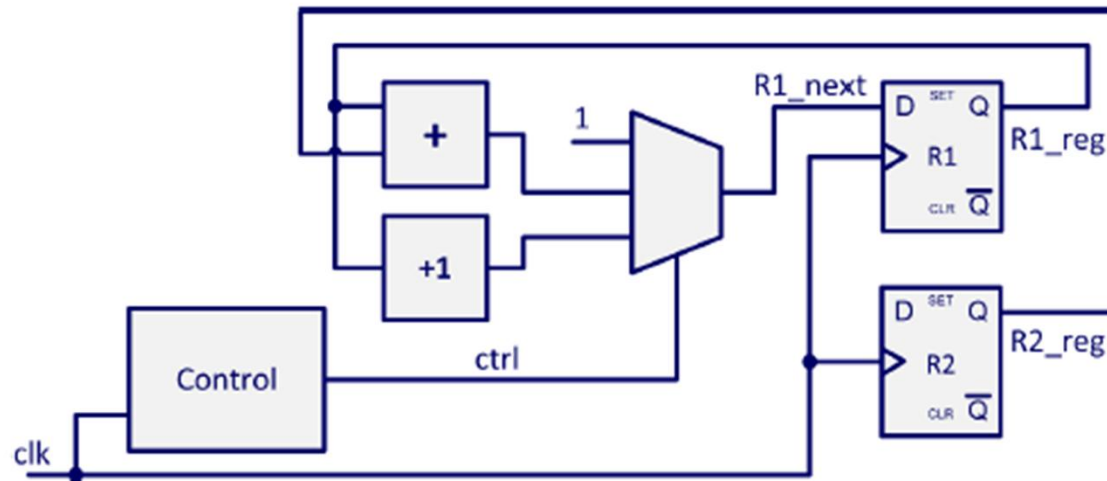 R1_next
1
+
D SET Q
R1_reg
R1
CLR Q
+1
D SET Q
R2_reg
R2
CLR Q
ctrl
Control
clk